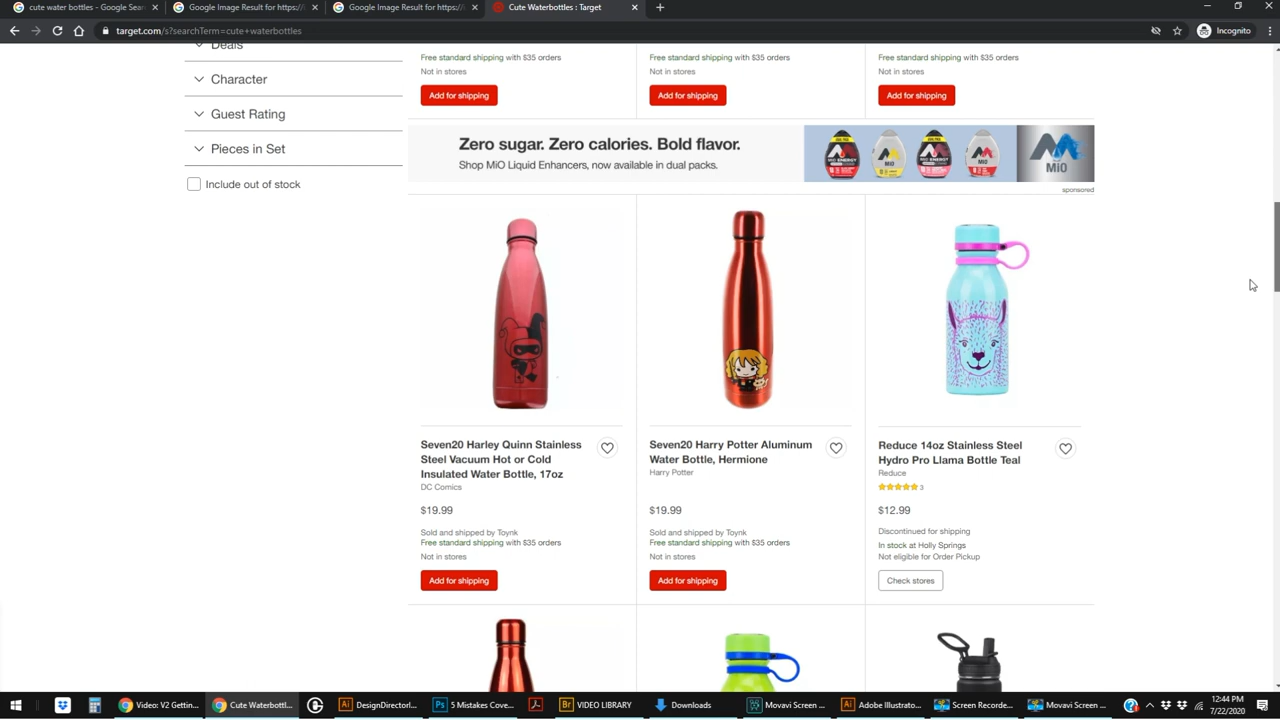 cute water bottles - Google Sear
Google Image Result for https://
Google Image Result for https://
Cute Waterbottles : Target
target.com/s?searchTerm=cute+waterbottles
Incognito
Deals
Character
Guest Rating
Pieces in Set
Include out of stock
Free standard shipping with $35 orders
Not in stores
Add for shipping
Free standard shipping with $35 orders
Not in stores
Add for shipping
Free standard shipping with $35 orders
Not in stores
Add for shipping
Zero sugar. Zero calories. Bold flavor.
Shop MiO Liquid Enhancers, now available in dual packs.
MiO
sponsored
Seven20 Harley Quinn Stainless
Steel Vacuum Hot or Cold
Insulated Water Bottle, 17oz
DC Comics
$19.99
Sold and shipped by Toynk
Free standard shipping with $35 orders
Not in stores
Add for shipping
Seven20 Harry Potter Aluminum
Water Bottle, Hermione
Harry Potter
$19.99
Sold and shipped by Toynk
Free standard shipping with $35 orders
Not in stores
Add for shipping
Reduce 14oz Stainless Steel
Hydro Pro Llama Bottle Teal
Reduce
3
$12.99
Discontinued for shipping
In stock at Holly Springs
Not eligible for Order Pickup
Check stores
Video: V2 Gettin...
Cute Waterbottl...
DesignDirectorI...
5 Mistakes Cove...
VIDEO LIBRARY
Downloads
Movavi Screen ...
Adobe Illustrato...
Screen Recorde...
Movavi Screen ...
12:44 PM
7/22/2020